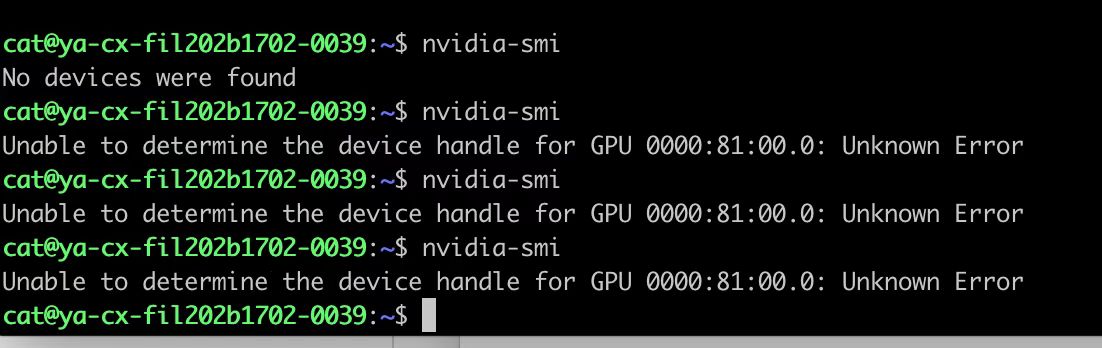 cat@ya-cx-fil202b1702-0039:~$ nvidia-smi
No devices were found
cat@ya-cx-fil202b1702-0039:~$ nvidia-smi
Unable to determine the device handle for GPU 0000:81:00.0: Unknown Error
cat@ya-cx-fil202b1702-0039:~$ nvidia-smi
Unable to determine the device handle for GPU 0000:81:00.0: Unknown Error
cat@ya-cx-fil202b1702-0039:~$ nvidia-smi
Unable to determine the device handle for GPU 0000:81:00.0: Unknown Error
cat@ya-cx-fil202b1702-0039:~$